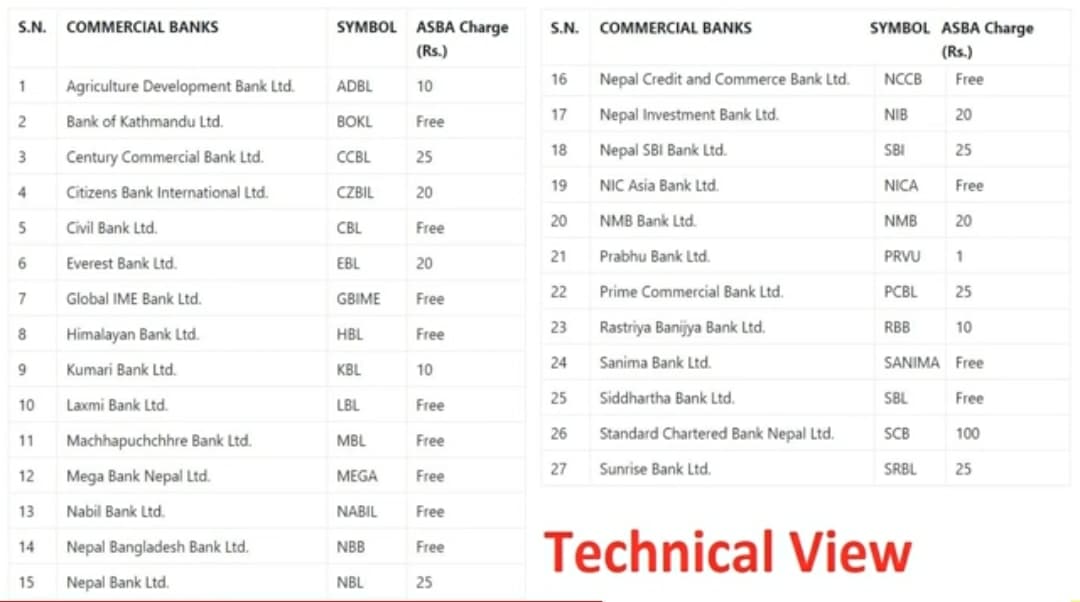 S.N. COMMERCIAL BANKS SYMBOL ASBA Charge
(Rs.)
1 Agriculture Development Bank Ltd. ADBL 10
2 Bank of Kathmandu Ltd. BOKL Free
3 Century Commercial Bank Ltd. CCBL 25
4 Citizens Bank International Ltd. CZBIL 20
5 Civil Bank Ltd. CBL Free
6 Everest Bank Ltd. EBL 20
7 Global IME Bank Ltd. GBIME Free
8 Himalayan Bank Ltd. HBL Free
9 Kumari Bank Ltd. KBL 10
10 Laxmi Bank Ltd. LBL Free
11 Machhapuchchhre Bank Ltd. MBL Free
12 Mega Bank Nepal Ltd. MEGA Free
13 Nabil Bank Ltd. NABIL Free
14 Nepal Bangladesh Bank Ltd. NBB Free
15 Nepal Bank Ltd. NBL 25
S.N. COMMERCIAL BANKS SYMBOL ASBA Charge
(Rs.)
16 Nepal Credit and Commerce Bank Ltd. NCCB Free
17 Nepal Investment Bank Ltd. NIB 20
18 Nepal SBI Bank Ltd. SBI 25
19 NIC Asia Bank Ltd. NICA Free
20 NMB Bank Ltd. NMB 20
21 Prabhu Bank Ltd. PRVU 1
22 Prime Commercial Bank Ltd. PCBL 25
23 Rastriya Banijya Bank Ltd. RBB 10
24 Sanima Bank Ltd. SANIMA Free
25 Siddhartha Bank Ltd. SBL Free
26 Standard Chartered Bank Nepal Ltd. SCB 100
27 Sunrise Bank Ltd. SRBL 25
Technical View